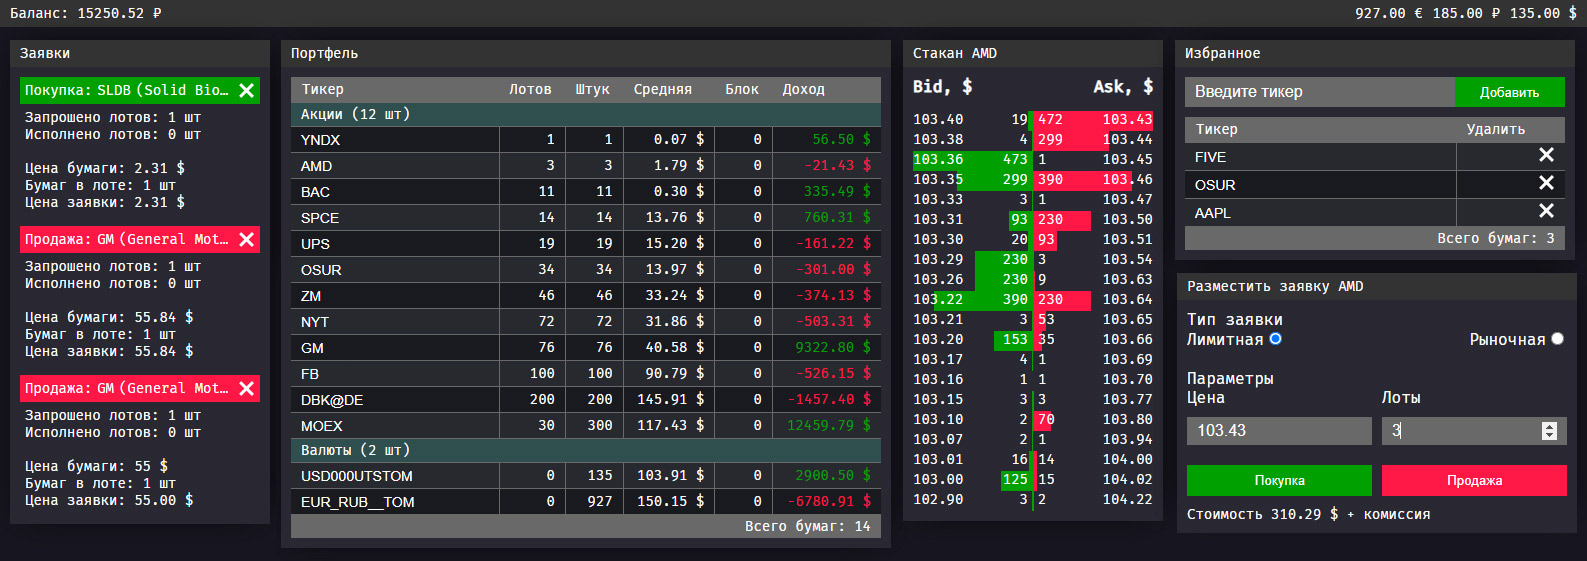 Баланс: 15250.52 ₽
927.00 € 185.00 ₽ 135.00 $
Заявки
Покупка: SLDB (Solid Bio…
Запрошено лотов: 1 шт
Исполнено лотов: 0 шт
Цена бумаги: 2.31 $
Бумаг в лоте: 1 шт
Цена заявки: 2.31 $
Продажа: GM (General Mot…
Запрошено лотов: 1 шт
Исполнено лотов: 0 шт
Цена бумаги: 55.84 $
Бумаг в лоте: 1 шт
Цена заявки: 55.84 $
Продажа: GM (General Mot…
Запрошено лотов: 1 шт
Исполнено лотов: 0 шт
Цена бумаги: 55 $
Бумаг в лоте: 1 шт
Цена заявки: 55.00 $
Портфель
Тикер Лотов Штук Средняя Блок Доход
Акции (12 шт)
YNDX 1 1 0.07 $ 0 56.50 $
AMD 3 3 1.79 $ 0 -21.43 $
BAC 11 11 0.30 $ 0 335.49 $
SPCE 14 14 13.76 $ 0 760.31 $
UPS 19 19 15.20 $ 0 -161.22 $
OSUR 34 34 13.97 $ 0 -301.00 $
ZM 46 46 33.24 $ 0 -374.13 $
NYT 72 72 31.86 $ 0 -503.31 $
GM 76 76 40.58 $ 0 9322.80 $
FB 100 100 90.79 $ 0 -526.15 $
DBK@DE 200 200 145.91 $ 0 -1457.40 $
MOEX 30 300 117.43 $ 0 12459.79 $
Валюты (2 шт)
USD000UTSTOM 0 135 103.91 $ 0 2900.50 $
EUR_RUB__TOM 0 927 150.15 $ 0 -6780.91 $
Всего бумаг: 14
Стакан AMD
Bid, $ Ask, $
103.40 19 472 103.43
103.38 4 299 103.44
103.36 473 1 103.45
103.35 299 390 103.46
103.33 3 1 103.47
103.31 93 230 103.50
103.30 20 93 103.51
103.29 230 3 103.54
103.26 230 9 103.63
103.22 390 230 103.64
103.21 3 53 103.65
103.20 153 35 103.66
103.17 4 1 103.69
103.16 1 1 103.70
103.15 3 3 103.77
103.10 2 70 103.80
103.07 2 1 103.94
103.01 16 14 104.00
103.00 125 15 104.02
102.90 3 2 104.22
Избранное
Введите тикер Добавить
Тикер Удалить
FIVE
OSUR
AAPL
Всего бумаг: 3
Разместить заявку AMD
Тип заявки
Лимитная Рыночная
Параметры
Цена Лоты
103.43 3
Покупка Продажа
Стоимость 310.29 $ + комиссия